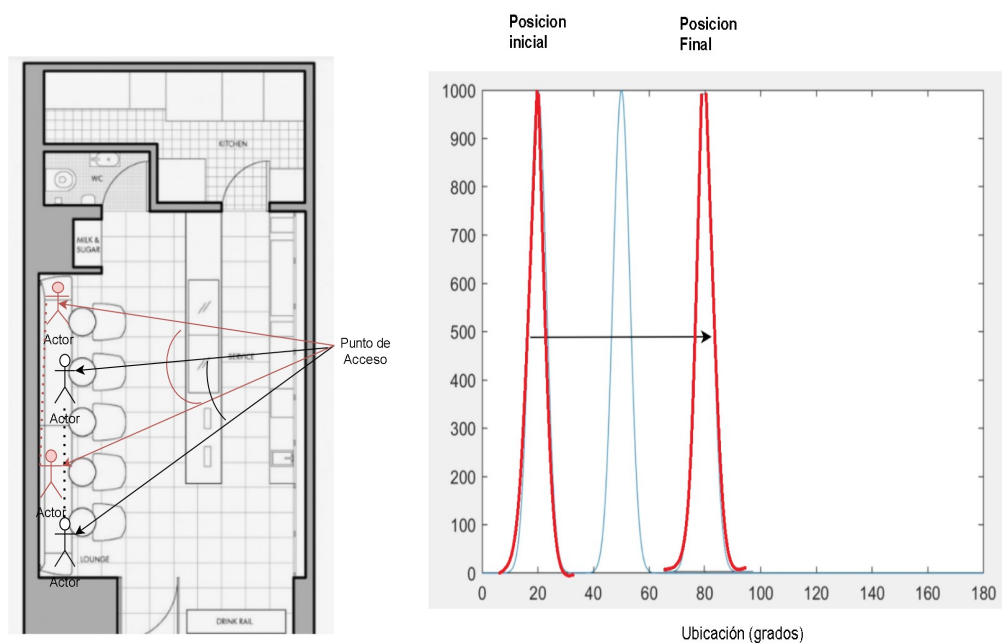 Posicion
inicial
Posicion
Final
KITCHEN
WC
MILK &
SUGAR
Actor
Punto de
Acceso
SERVICE
Actor
Actor
Actor
LOUNGE
DRINK RAIL
1000
900
800
700
600
500
400
300
200
100
0
0 20 40 60 80 100 120 140 160 180
Ubicación (grados)